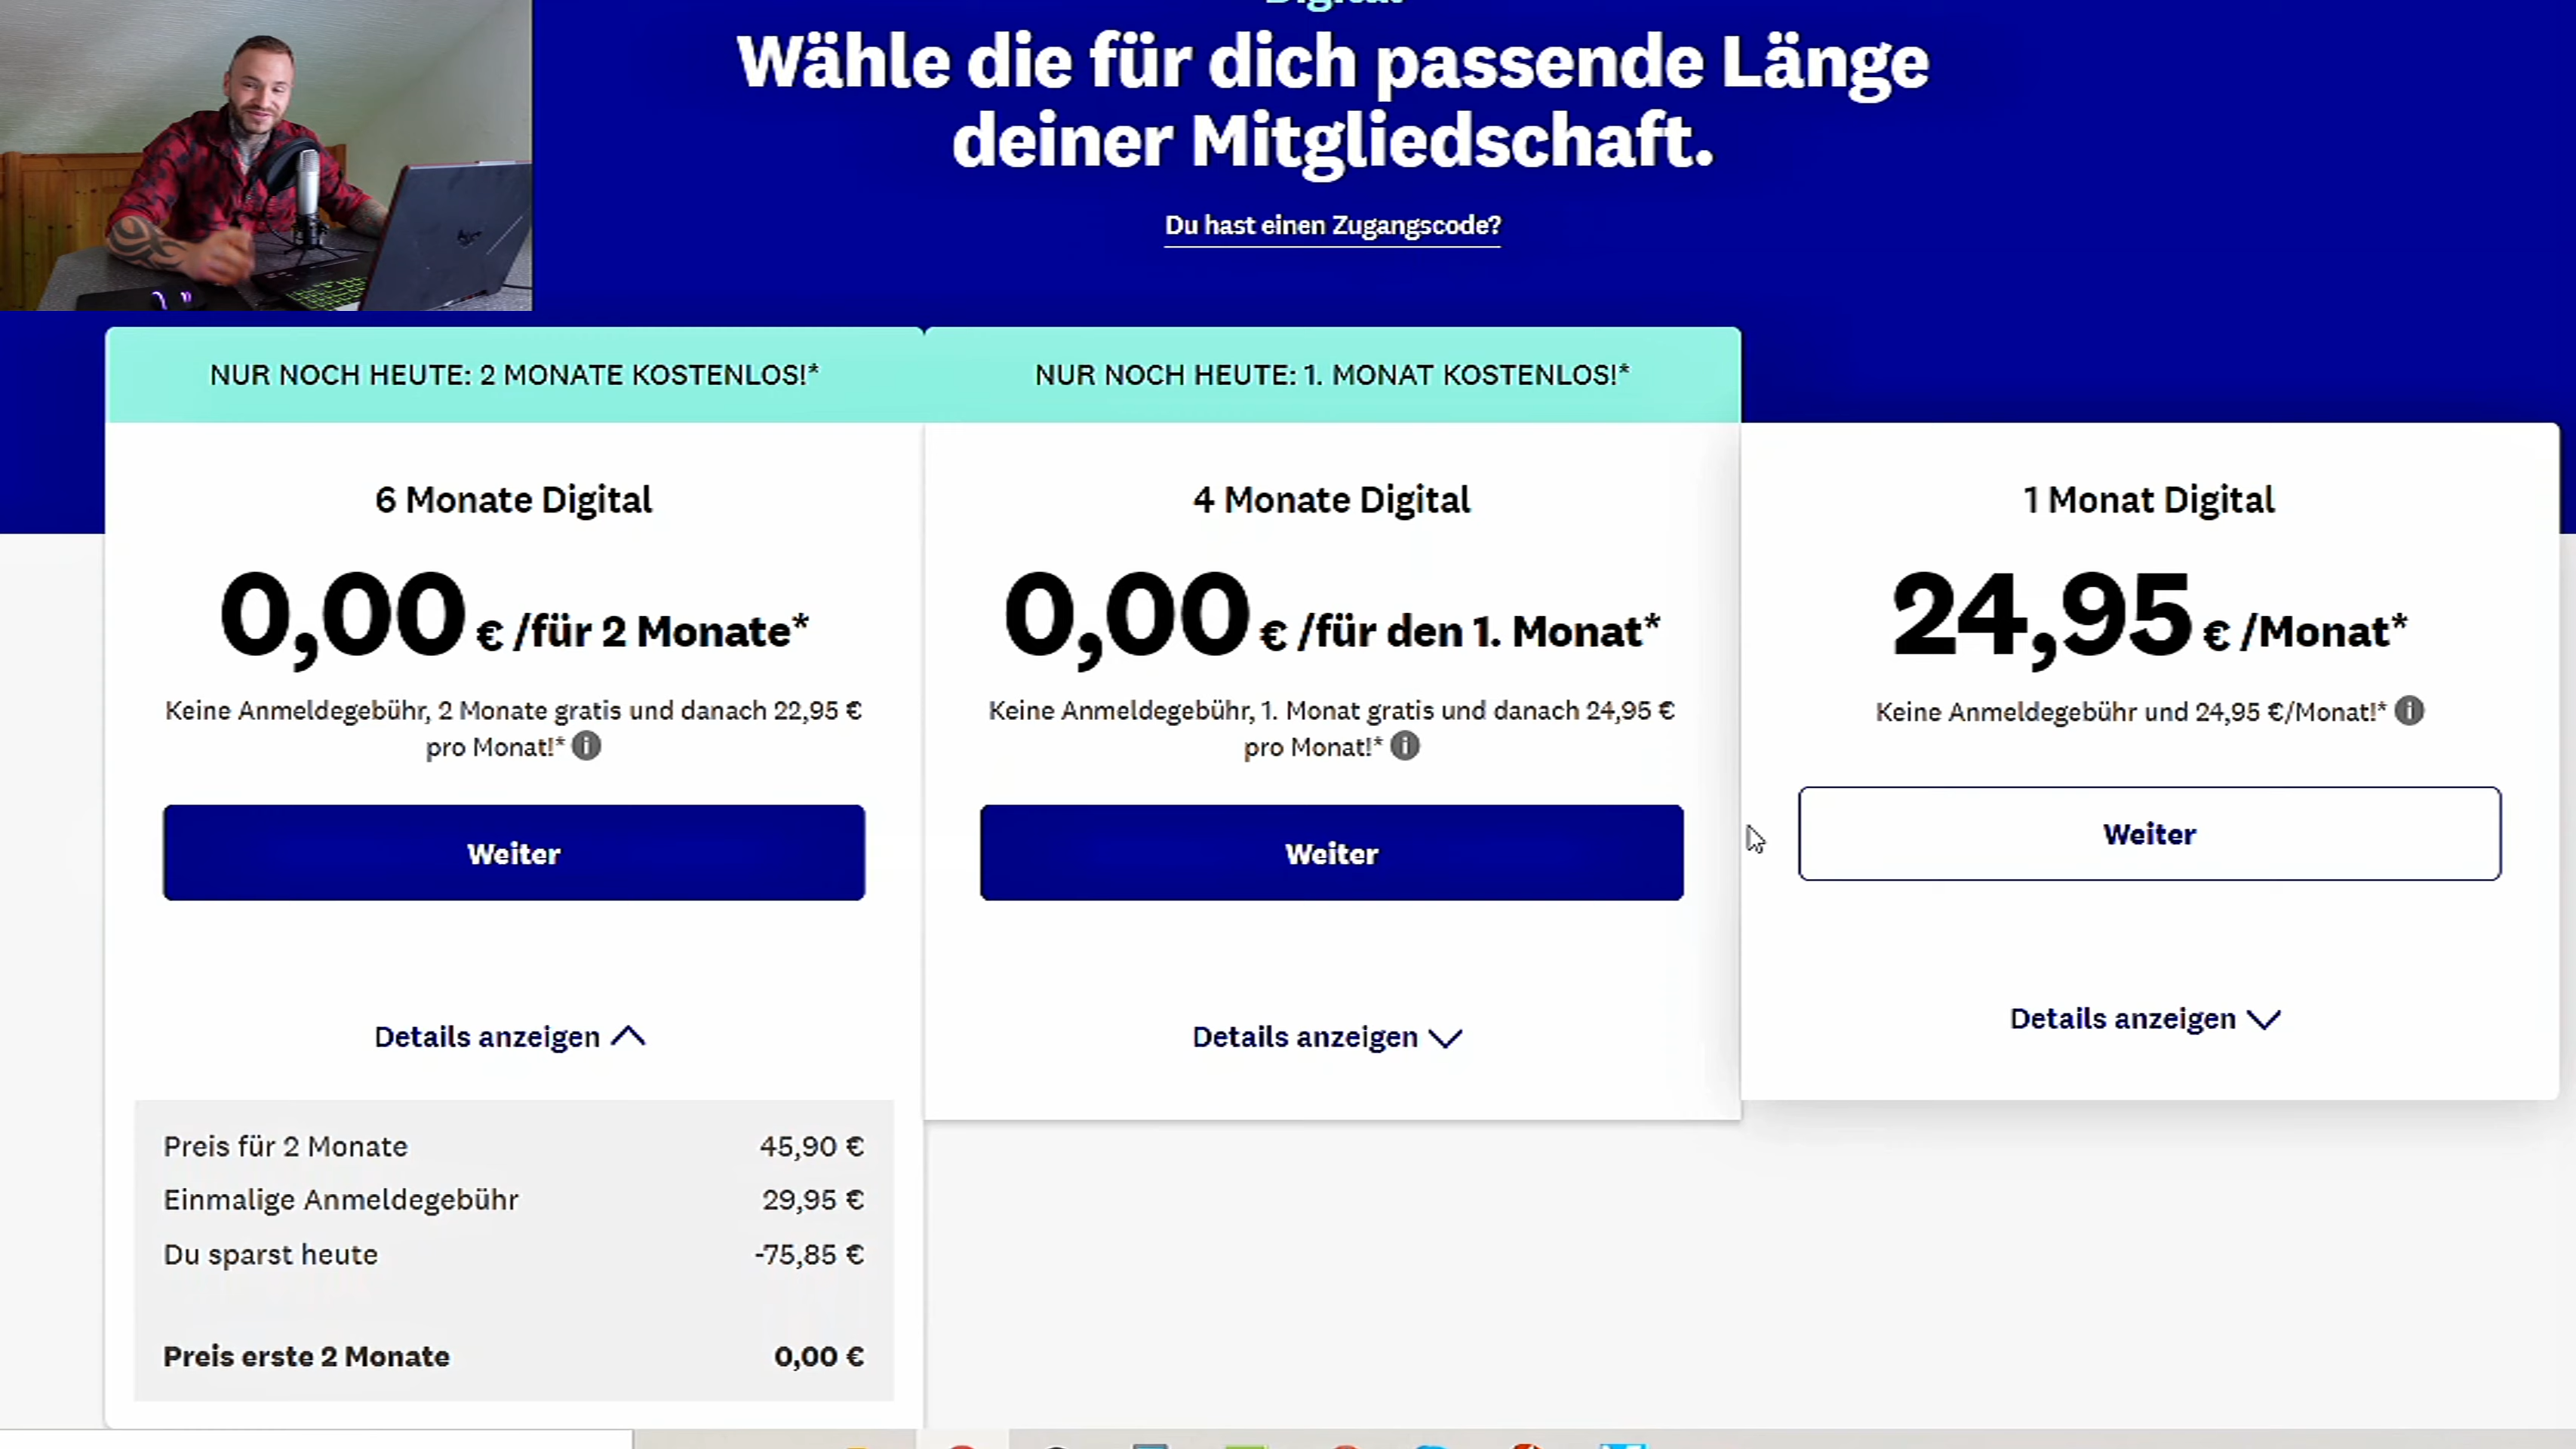 Digital
Wähle die für dich passende Länge
deiner Mitgliedschaft.
Du hast einen Zugangscode?
NUR NOCH HEUTE: 2 MONATE KOSTENLOS!*
6 Monate Digital
0,00 € /für 2 Monate*
Keine Anmeldegebühr, 2 Monate gratis und danach 22,95 €
pro Monat!*
Weiter
Details anzeigen
Preis für 2 Monate 45,90 €
Einmalige Anmeldegebühr 29,95 €
Du sparst heute -75,85 €
Preis erste 2 Monate 0,00 €
NUR NOCH HEUTE: 1. MONAT KOSTENLOS!*
4 Monate Digital
0,00 € /für den 1. Monat*
Keine Anmeldegebühr, 1. Monat gratis und danach 24,95 €
pro Monat!*
Weiter
Details anzeigen
1 Monat Digital
24,95 € /Monat*
Keine Anmeldegebühr und 24,95 €/Monat!*
Weiter
Details anzeigen